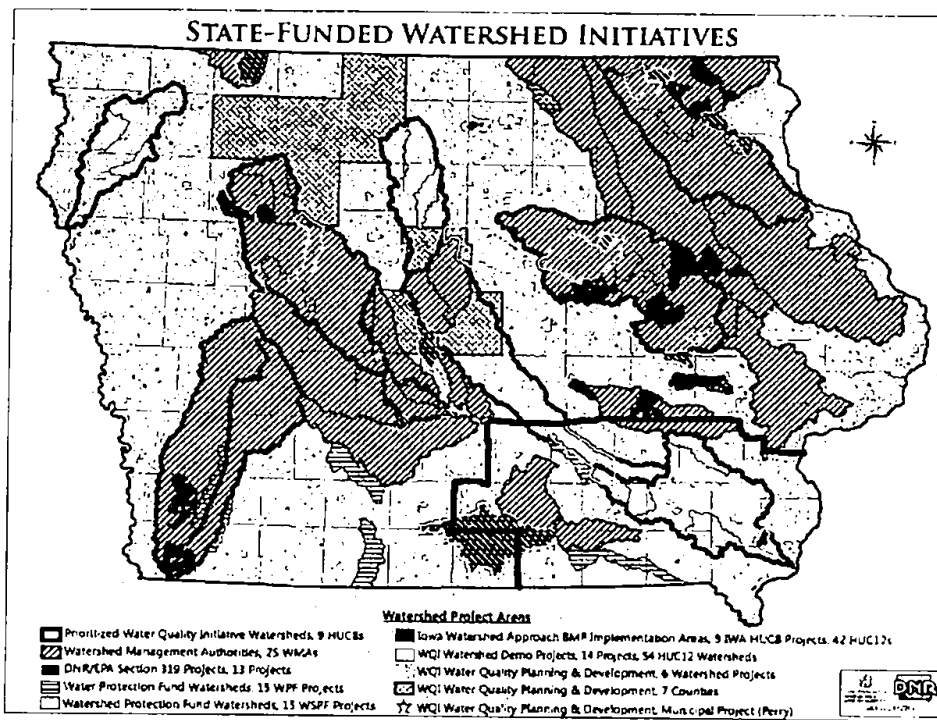 STATE-FUNDED WATERSHED INITIATIVES
Watershed Project Areas
Prioritized Water Quality Initiative Watersheds, 9 HUC8s
Watershed Management Authorities, 25 WMAs
DNR/EPA Section 319 Projects, 13 Projects
Water Protection Fund Watersheds, 15 WPF Projects
Watershed Protection Fund Watersheds, 15 WSPF Projects
Iowa Watershed Approach BMP Implementation Areas, 9 IWA HUC8 Projects, 42 HUC12s
WQI Watershed Demo Projects, 14 Projects, 54 HUC12 Watersheds
WQI Water Quality Planning & Development, 6 Watershed Projects
WQI Water Quality Planning & Development, 7 Counties
WQI Water Quality Planning & Development, Municipal Project (Perry)
DNR